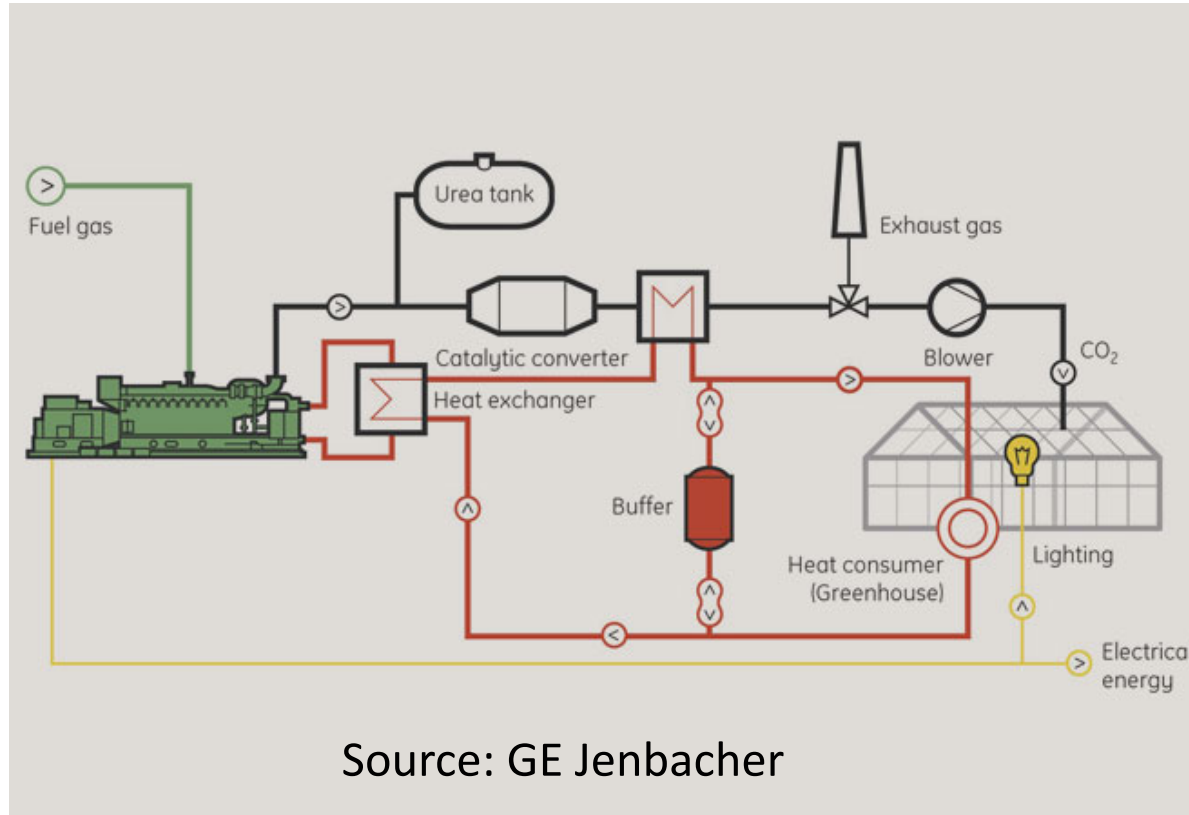 Urea tank
Fuel gas
Exhaust gas
Catalytic converter
Blower
CO₂
Heat exchanger
Buffer
Lighting
Heat consumer
(Greenhouse)
Electrica
energy
Source: GE Jenbacher